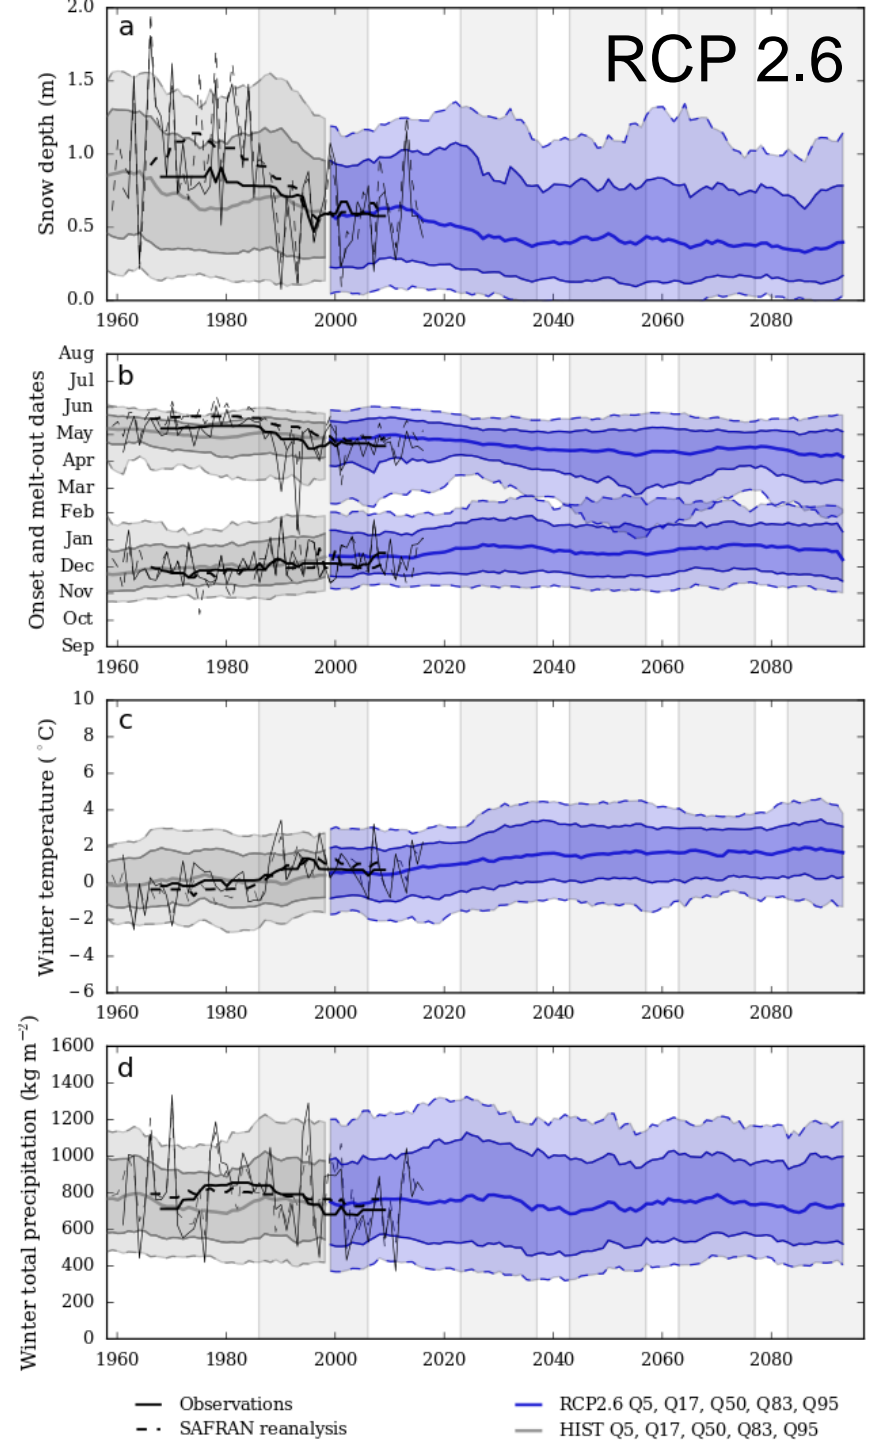 2.0
a
RCP 2.6
1.5
1.0
0.5
0.0
Snow depth (m)
1960 1980 2000 2020 2040 2060 2080
Aug
b
Jul
Jun
May
Apr
Mar
Feb
Jan
Dec
Nov
Oct
Sep
Onset and melt-out dates
1960 1980 2000 2020 2040 2060 2080
10
c
8
6
4
2
0
−2
−4
−6
Winter temperature (°C)
1960 1980 2000 2020 2040 2060 2080
1600
d
1400
1200
1000
800
600
400
200
0
Winter total precipitation (kg m⁻²)
1960 1980 2000 2020 2040 2060 2080
Observations
SAFRAN reanalysis
RCP2.6 Q5, Q17, Q50, Q83, Q95
HIST Q5, Q17, Q50, Q83, Q95